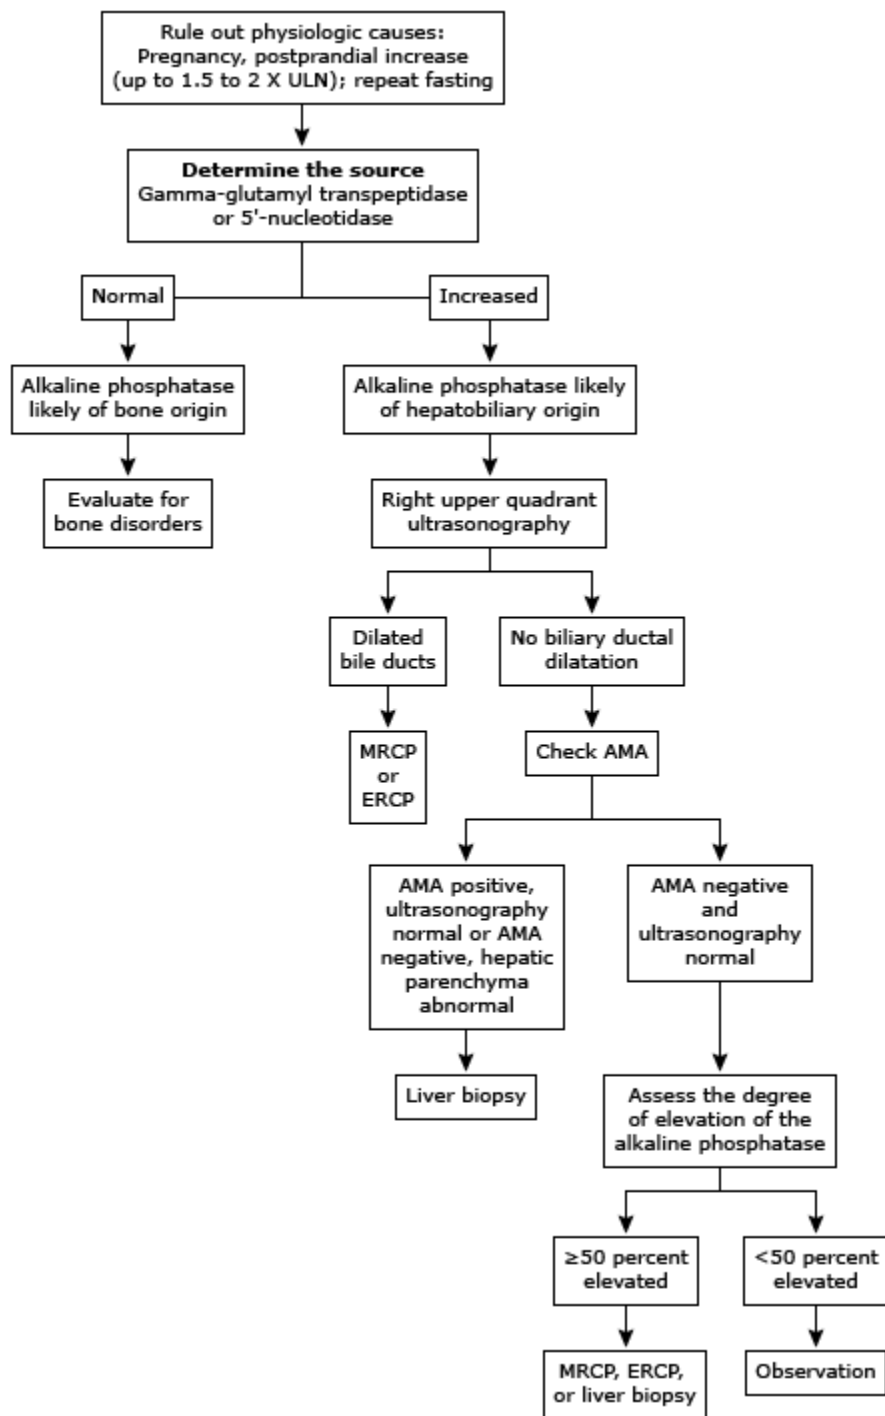 Rule out physiologic causes:
Pregnancy, postprandial increase
(up to 1.5 to 2 X ULN); repeat fasting
Determine the source
Gamma-glutamyl transpeptidase
or 5'-nucleotidase
Normal
Increased
Alkaline phosphatase
likely of bone origin
Alkaline phosphatase likely
of hepatobiliary origin
Evaluate for
bone disorders
Right upper quadrant
ultrasonography
Dilated
bile ducts
No biliary ductal
dilatation
MRCP
or
ERCP
Check AMA
AMA positive,
ultrasonography
normal or AMA
negative, hepatic
parenchyma
abnormal
AMA negative
and
ultrasonography
normal
Liver biopsy
Assess the degree
of elevation of the
alkaline phosphatase
≥50 percent
elevated
<50 percent
elevated
MRCP, ERCP,
or liver biopsy
Observation